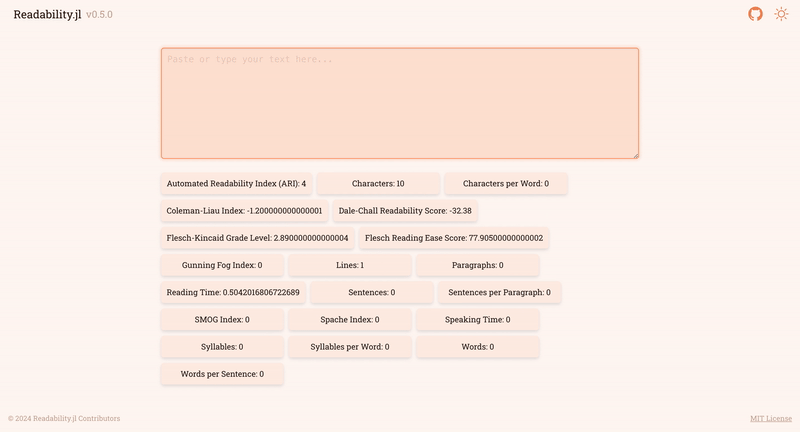 Readability.jl v0.5.0
Paste or type your text here...
Automated Readability Index (ARI): 4 Characters: 10 Characters per Word: 0
Coleman-Liau Index: -1.200000000000001 Dale-Chall Readability Score: -32.38
Flesch-Kincaid Grade Level: 2.890000000000004 Flesch Reading Ease Score: 77.90500000000002
Gunning Fog Index: 0 Lines: 1 Paragraphs: 0
Reading Time: 0.5042016806722689 Sentences: 0 Sentences per Paragraph: 0
SMOG Index: 0 Spache Index: 0 Speaking Time: 0
Syllables: 0 Syllables per Word: 0 Words: 0
Words per Sentence: 0
© 2024 Readability.jl Contributors MIT License